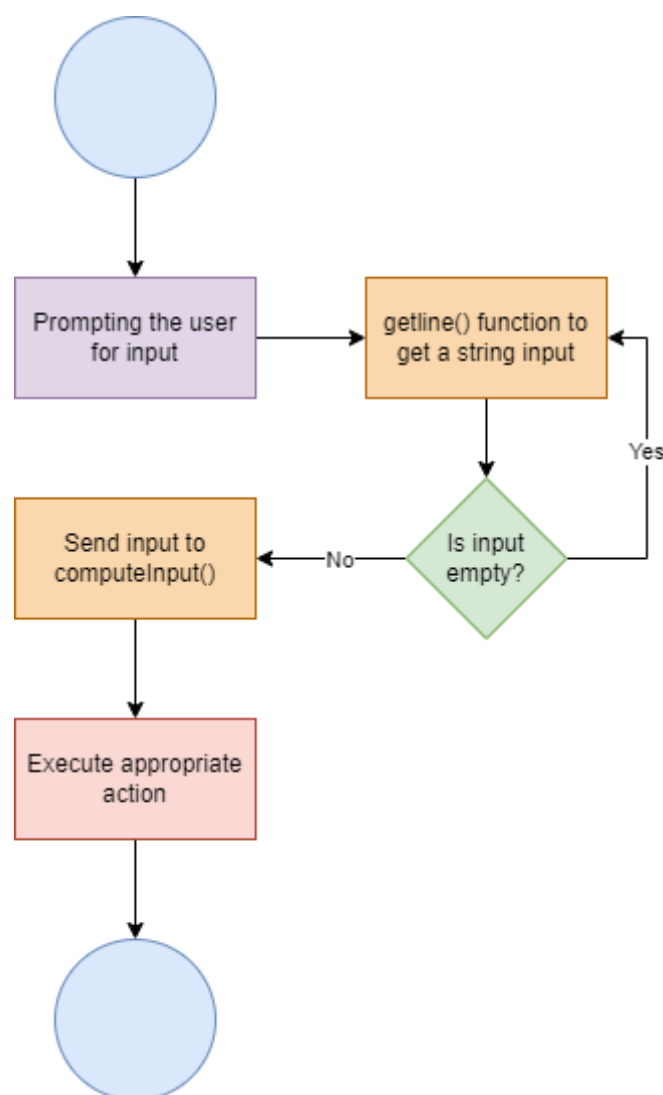 Prompting the user
for input
getline() function to
get a string input
Yes
Is input
empty?
No
Send input to
computeInput()
Execute appropriate
action